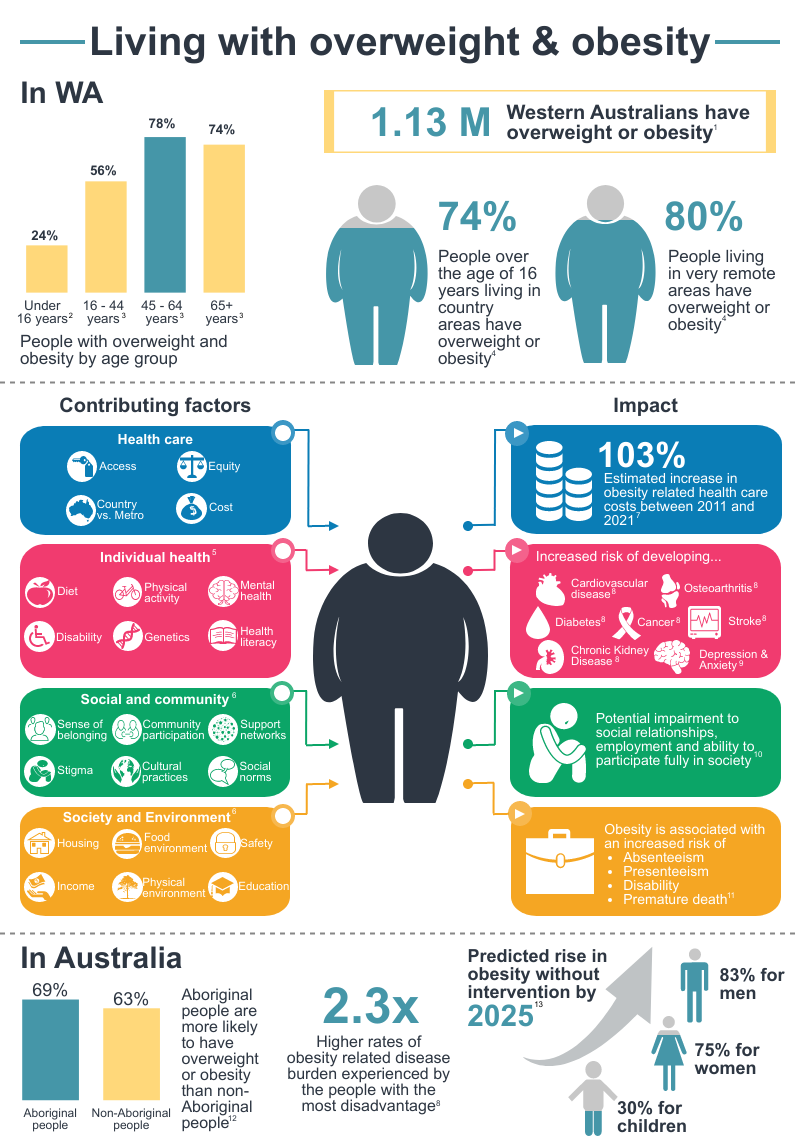 Living with overweight & obesity
In WA
24%
56%
78%
74%
Under
16 years²
16 - 44
years³
45 - 64
years³
65+
years³
People with overweight and
obesity by age group
1.13 M
Western Australians have
overweight or obesity¹
74%
People over
the age of 16
years living in
country
areas have
overweight or
obesity⁴
80%
People living
in very remote
areas have
overweight or
obesity⁴
Contributing factors
Health care
Access
Equity
Country
vs. Metro
Cost
Individual health⁵
Diet
Physical
activity
Mental
health
Disability
Genetics
Health
literacy
Social and community⁶
Sense of
belonging
Community
participation
Support
networks
Stigma
Cultural
practices
Social
norms
Society and Environment⁶
Housing
Food
environment
Safety
Income
Physical
environment
Education
Impact
103%
Estimated increase in
obesity related health care
costs between 2011 and
2021⁷
Increased risk of developing...
Cardiovascular
disease⁸
Osteoarthritis⁸
Diabetes⁸
Cancer⁸
Stroke⁸
Chronic Kidney
Disease⁸
Depression &
Anxiety⁹
Potential impairment to
social relationships,
employment and ability to
participate fully in society¹⁰
Obesity is associated with
an increased risk of
• Absenteeism
• Presenteeism
• Disability
• Premature death¹¹
In Australia
69%
63%
Aboriginal
people
Non-Aboriginal
people
Aboriginal
people are
more likely
to have
overweight
or obesity
than non-
Aboriginal
people¹²
2.3x
Higher rates of
obesity related disease
burden experienced by
the people with the
most disadvantage⁸
Predicted rise in
obesity without
intervention by
2025¹³
83% for
men
75% for
women
30% for
children